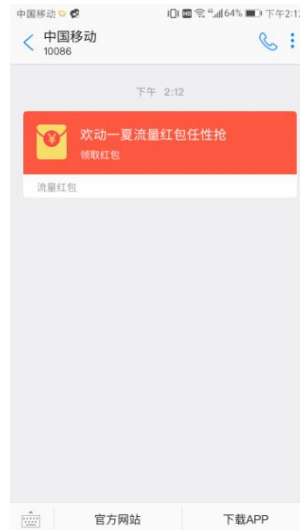 中国移动 64% 下午2:12
中国移动
10086
下午 2:12
欢动一夏流量红包任性抢
领取红包
流量红包
官方网站 下载APP